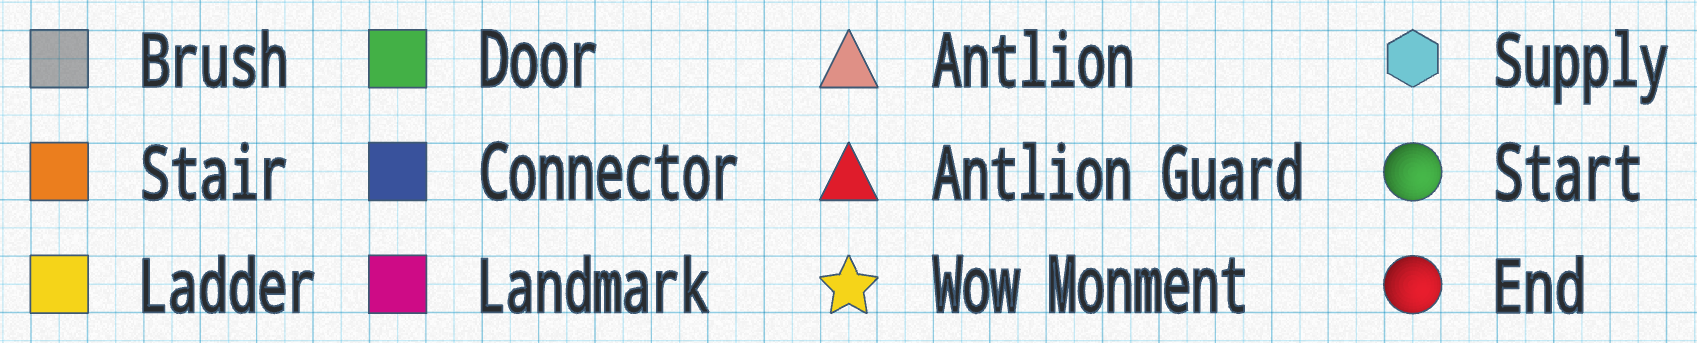 Brush Door Antlion Supply
Stair Connector Antlion Guard Start
Ladder Landmark Wow Monment End